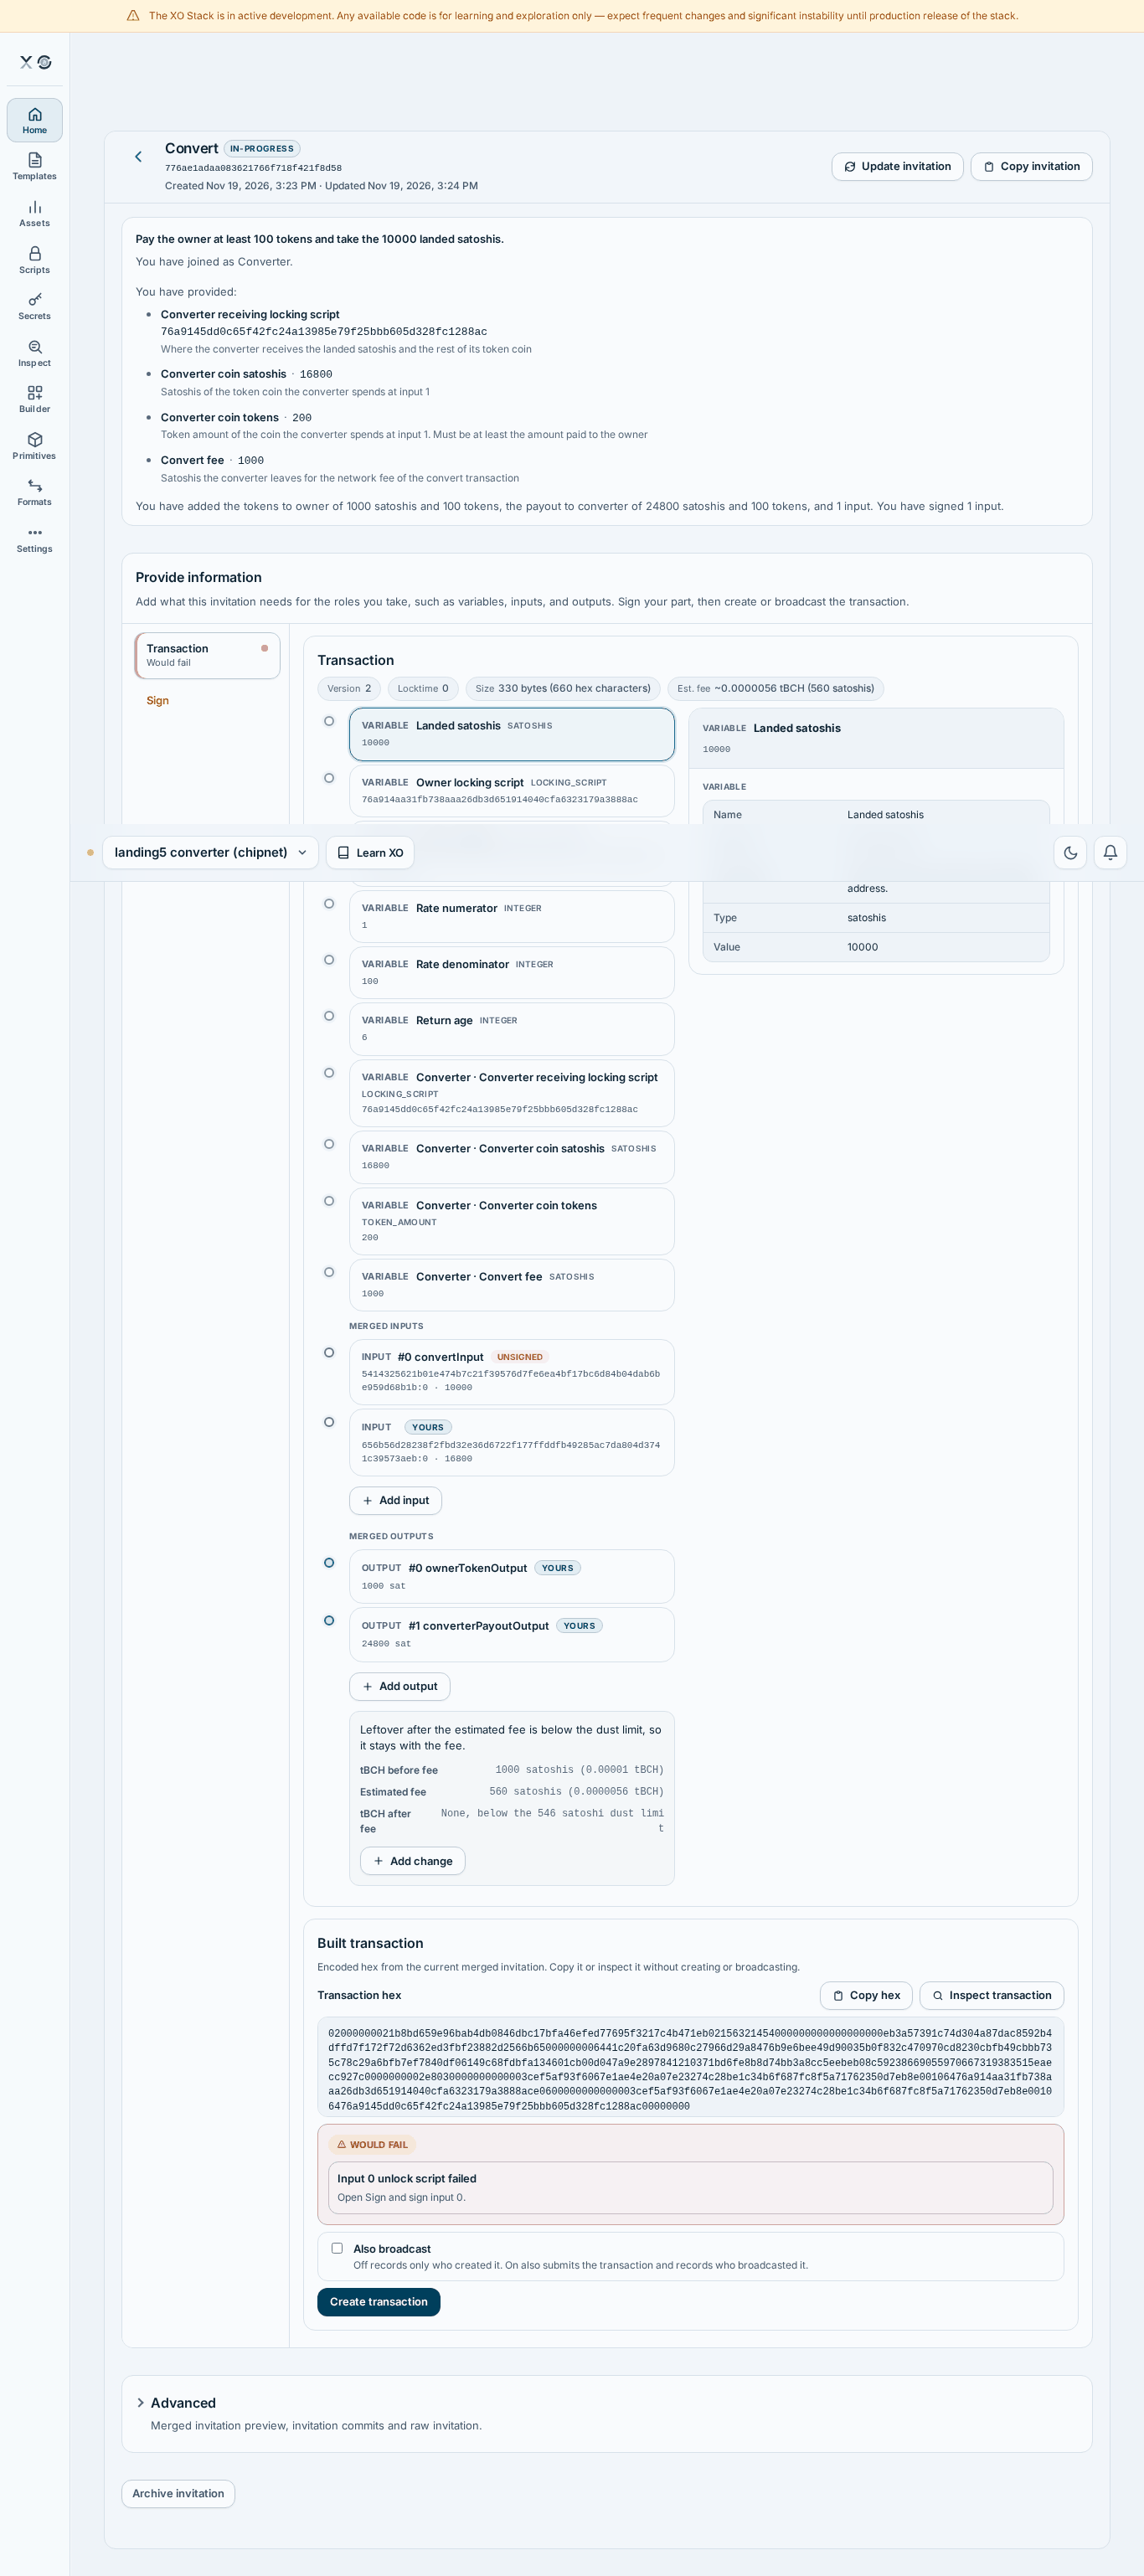 The XO Stack is in active development. Any available code is for learning and exploration only — expect frequent changes and significant instability until production release of the stack.
XO
Home
Templates
Assets
Scripts
Secrets
Inspect
Builder
Primitives
Formats
Settings
Convert IN-PROGRESS
776ae1adaa083621766f718f421f8d58
Created Nov 19, 2026, 3:23 PM · Updated Nov 19, 2026, 3:24 PM
Update invitation
Copy invitation
Pay the owner at least 100 tokens and take the 10000 landed satoshis.
You have joined as Converter.
You have provided:
Converter receiving locking script
76a9145dd0c65f42fc24a13985e79f25bbb605d328fc1288ac
Where the converter receives the landed satoshis and the rest of its token coin
Converter coin satoshis · 16800
Satoshis of the token coin the converter spends at input 1
Converter coin tokens · 200
Token amount of the coin the converter spends at input 1. Must be at least the amount paid to the owner
Convert fee · 1000
Satoshis the converter leaves for the network fee of the convert transaction
You have added the tokens to owner of 1000 satoshis and 100 tokens, the payout to converter of 24800 satoshis and 100 tokens, and 1 input. You have signed 1 input.
Provide information
Add what this invitation needs for the roles you take, such as variables, inputs, and outputs. Sign your part, then create or broadcast the transaction.
Transaction
Would fail
Sign
Transaction
Version 2
Locktime 0
Size 330 bytes (660 hex characters)
Est. fee ~0.0000056 tBCH (560 satoshis)
VARIABLE Landed satoshis SATOSHIS
10000
VARIABLE Owner locking script LOCKING_SCRIPT
76a914aa31fb738aaa26db3d651914040cfa6323179a3888ac
VARIABLE Landed satoshis
10000
VARIABLE
Name Landed satoshis
landing5 converter (chipnet)
Learn XO
address.
Type satoshis
Value 10000
VARIABLE Rate numerator INTEGER
1
VARIABLE Rate denominator INTEGER
100
VARIABLE Return age INTEGER
6
VARIABLE Converter · Converter receiving locking script
LOCKING_SCRIPT
76a9145dd0c65f42fc24a13985e79f25bbb605d328fc1288ac
VARIABLE Converter · Converter coin satoshis SATOSHIS
16800
VARIABLE Converter · Converter coin tokens
TOKEN_AMOUNT
200
VARIABLE Converter · Convert fee SATOSHIS
1000
MERGED INPUTS
INPUT #0 convertInput UNSIGNED
5414325621b01e474b7c21f39576d7fe6ea4bf17bc6d84b04dab6b
e959d68b1b:0 · 10000
INPUT YOURS
656b56d28238f2fbd32e36d6722f177ffddfb49285ac7da804d374
1c39573aeb:0 · 16800
Add input
MERGED OUTPUTS
OUTPUT #0 ownerTokenOutput YOURS
1000 sat
OUTPUT #1 converterPayoutOutput YOURS
24800 sat
Add output
Leftover after the estimated fee is below the dust limit, so
it stays with the fee.
tBCH before fee 1000 satoshis (0.00001 tBCH)
Estimated fee 560 satoshis (0.0000056 tBCH)
tBCH after None, below the 546 satoshi dust limi
fee t
Add change
Built transaction
Encoded hex from the current merged invitation. Copy it or inspect it without creating or broadcasting.
Transaction hex
Copy hex
Inspect transaction
WOULD FAIL
Input 0 unlock script failed
Open Sign and sign input 0.
Also broadcast
Off records only who created it. On also submits the transaction and records who broadcasted it.
Create transaction
Advanced
Merged invitation preview, invitation commits and raw invitation.
Archive invitation